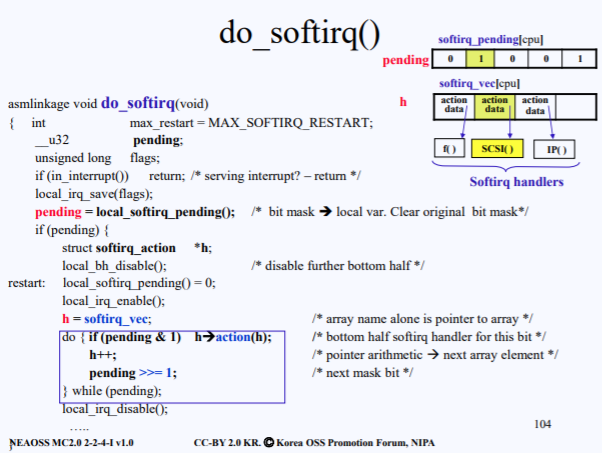 do_softirq()
softirq_pending[cpu]
pending 0 1 0 0 1
softirq_vec[cpu]
h action data action data action data
f( ) SCSI( ) IP( )
Softirq handlers
asmlinkage void do_softirq(void)
{ int max_restart = MAX_SOFTIRQ_RESTART;
__u32 pending;
unsigned long flags;
if (in_interrupt()) return; /* serving interrupt? – return */
local_irq_save(flags);
pending = local_softirq_pending(); /* bit mask ➔ local var. Clear original bit mask*/
if (pending) {
struct softirq_action *h;
local_bh_disable(); /* disable further bottom half */
restart: local_softirq_pending() = 0;
local_irq_enable();
h = softirq_vec; /* array name alone is pointer to array */
do { if (pending & 1) h➔action(h); /* bottom half softirq handler for this bit */
h++; /* pointer arithmetic → next array element */
pending >>= 1; /* next mask bit */
} while (pending);
local_irq_disable();
…..
}
104
NEAOSS MC2.0 2-2-4-I v1.0 CC-BY 2.0 KR. © Korea OSS Promotion Forum, NIPA